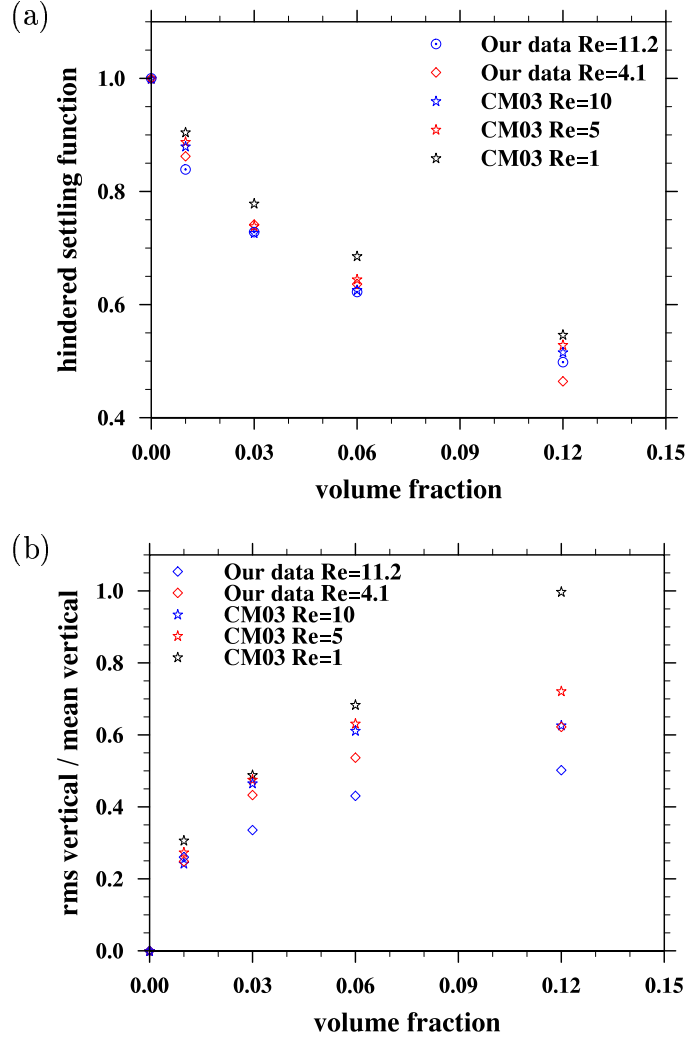 (a)
Our data Re=11.2
Our data Re=4.1
CM03 Re=10
CM03 Re=5
CM03 Re=1
1.0
0.8
0.6
0.4
hindered settling function
0.00 0.03 0.06 0.09 0.12 0.15
volume fraction
(b)
Our data Re=11.2
Our data Re=4.1
CM03 Re=10
CM03 Re=5
CM03 Re=1
1.0
0.8
0.6
0.4
0.2
0.0
rms vertical / mean vertical
0.00 0.03 0.06 0.09 0.12 0.15
volume fraction